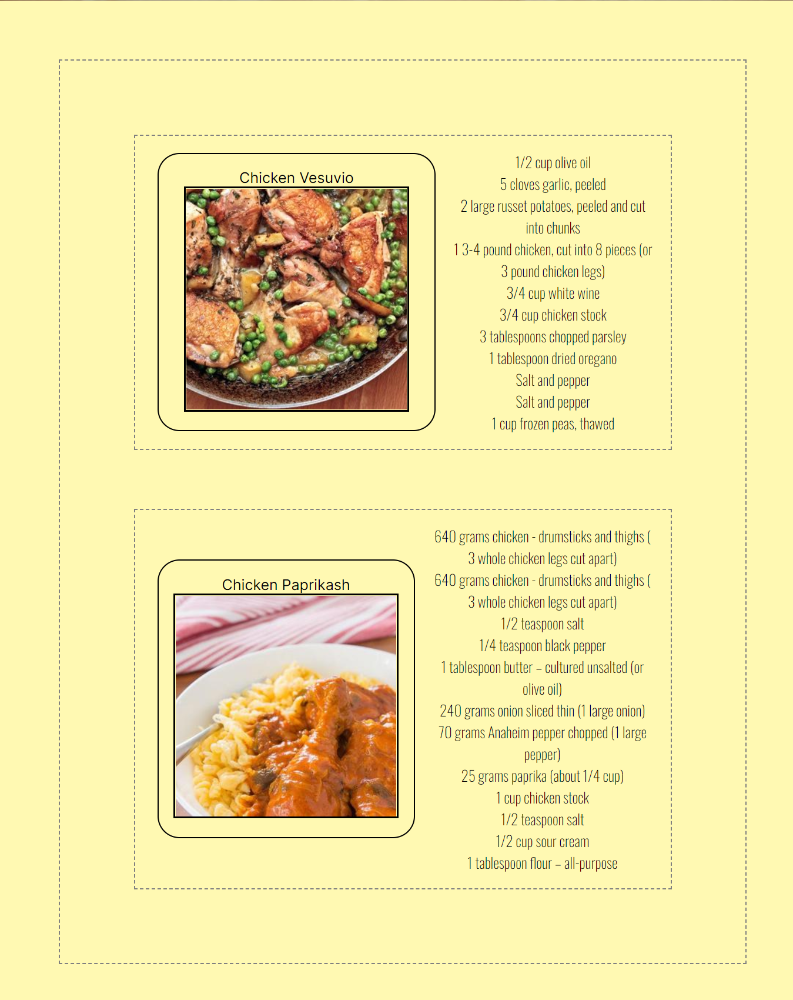 Chicken Vesuvio
1/2 cup olive oil
5 cloves garlic, peeled
2 large russet potatoes, peeled and cut
into chunks
1 3-4 pound chicken, cut into 8 pieces (or
3 pound chicken legs)
3/4 cup white wine
3/4 cup chicken stock
3 tablespoons chopped parsley
1 tablespoon dried oregano
Salt and pepper
Salt and pepper
1 cup frozen peas, thawed
Chicken Paprikash
640 grams chicken - drumsticks and thighs (
3 whole chicken legs cut apart)
640 grams chicken - drumsticks and thighs (
3 whole chicken legs cut apart)
1/2 teaspoon salt
1/4 teaspoon black pepper
1 tablespoon butter – cultured unsalted (or
olive oil)
240 grams onion sliced thin (1 large onion)
70 grams Anaheim pepper chopped (1 large
pepper)
25 grams paprika (about 1/4 cup)
1 cup chicken stock
1/2 teaspoon salt
1/2 cup sour cream
1 tablespoon flour – all-purpose